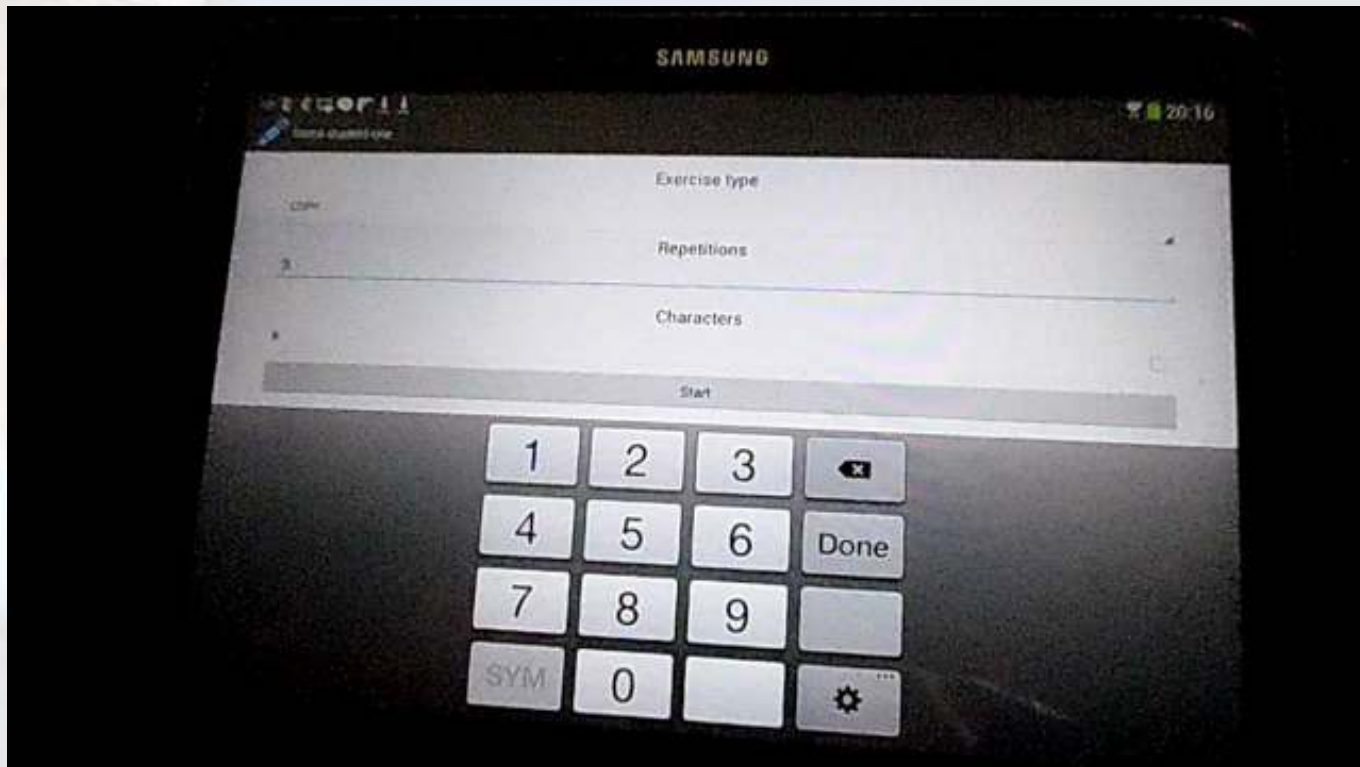 SAMSUNG
20:16
Exercise type
Repetitions
3
Characters
Start
1 2 3
4 5 6 Done
7 8 9
SYM 0